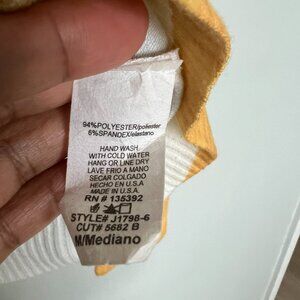 94%POLYESTER/poliéster
6%SPANDEX/elastano
HAND WASH
WITH COLD WATER
HANG OR LINE DRY
LAVE FRIO A MANO
SECAR COLGADO
HECHO EN U.S.A
MADE IN U.S.A.
RN # 135392
STYLE# J1798-6
CUT# 5682 B
M/Mediano